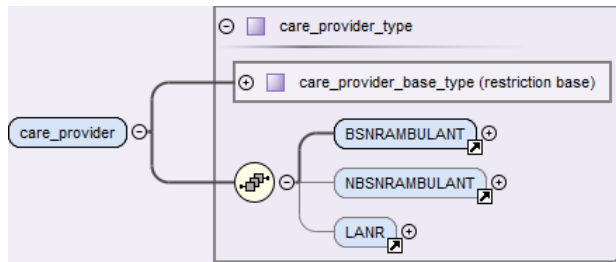 care_provider_type
care_provider_base_type (restriction base)
care_provider
BSNRAMBULANT
NBSNRAMBULANT
LANR